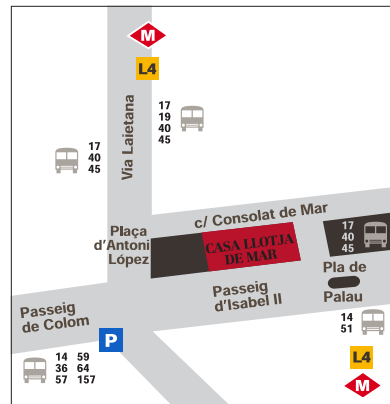 M
L4
17
19
40
45
17
40
45
Via Laietana
c/ Consolat de Mar
Plaça
d'Antoni
López
CASA LLOTJA
DE MAR
17
40
45
Pla de
Palau
Passeig
d'Isabel II
Passeig
de Colom
14
51
P
14 59
36 64
57 157
L4
M